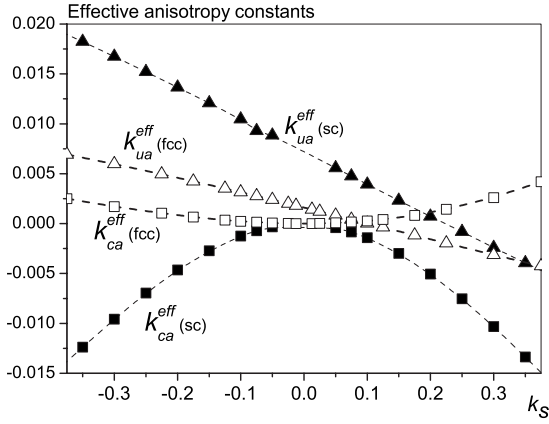 Effective anisotropy constants
0.020
0.015
0.010
0.005
0.000
-0.005
-0.010
-0.015
k_ua^eff (sc)
k_ua^eff (fcc)
k_ca^eff (fcc)
k_ca^eff (sc)
-0.3 -0.2 -0.1 0.0 0.1 0.2 0.3
k_s